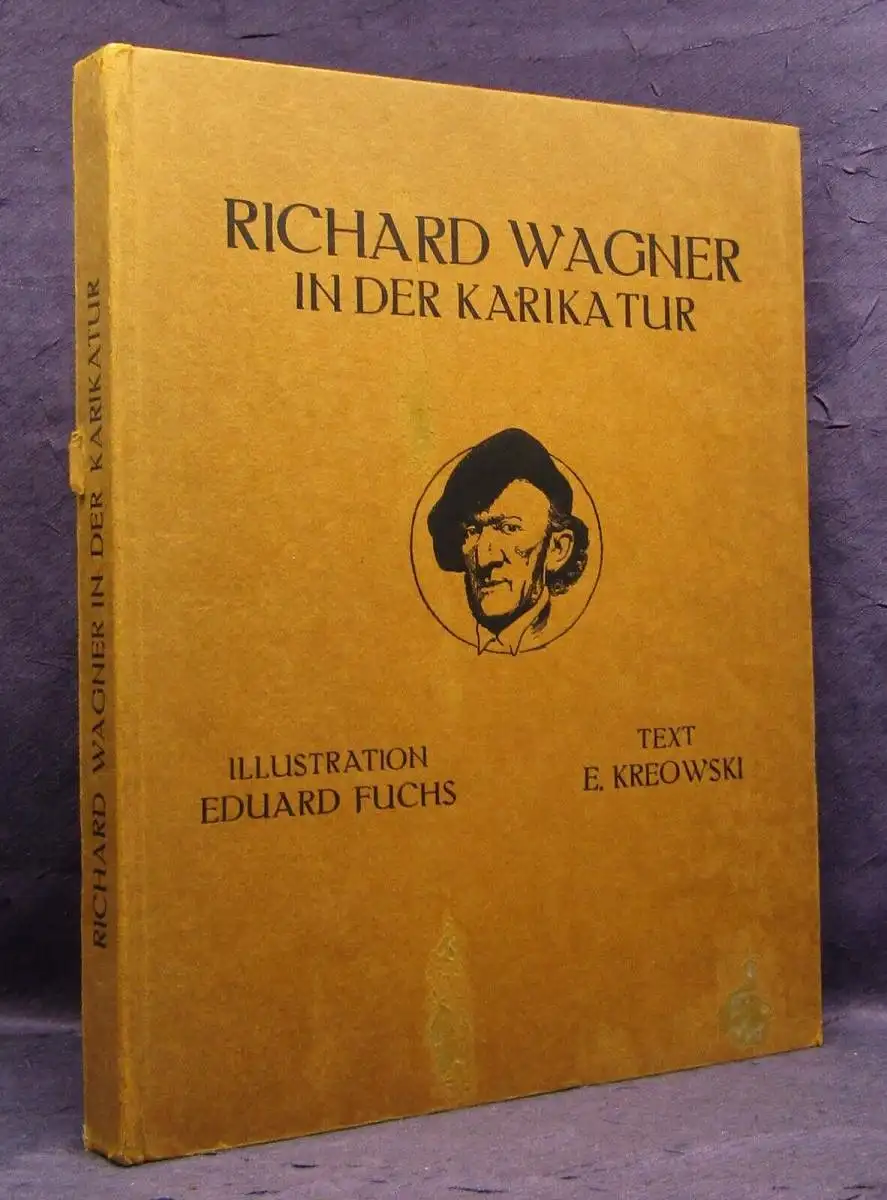 RICHARD WAGNER IN DER KARIKATUR
RICHARD WAGNER
IN DER KARIKATUR
ILLUSTRATION
EDUARD FUCHS
TEXT
E. KREOWSKI